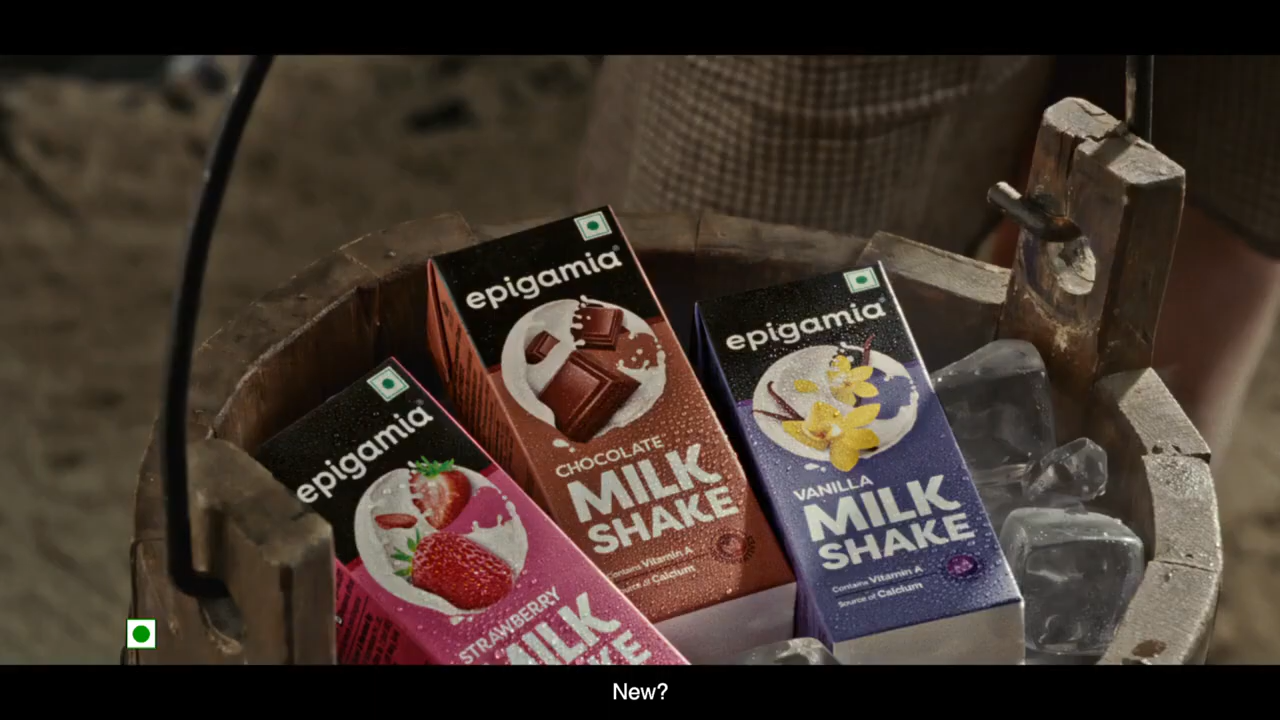 epigamia
CHOCOLATE
MILK
SHAKE
Contains Vitamin A
Source of Calcium
epigamia
VANILLA
MILK
SHAKE
Contains Vitamin A
Source of Calcium
epigamia
STRAWBERRY
MILK
New?